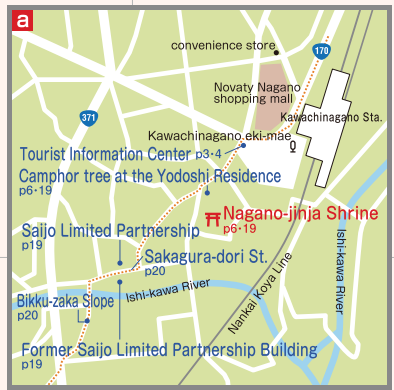 a
convenience store
170
Novaty Nagano
shopping mall
371
Kawachinagano Sta.
Kawachinagano eki-mae
Tourist Information Center p3・4
Camphor tree at the Yodoshi Residence
p6・19
Nagano-jinja Shrine
p6・19
Saijo Limited Partnership
p19
Sakagura-dori St.
p20
Ishi-kawa River
Nankai Koya Line
Bikku-zaka Slope
p20
Ishi-kawa River
Former Saijo Limited Partnership Building
p19